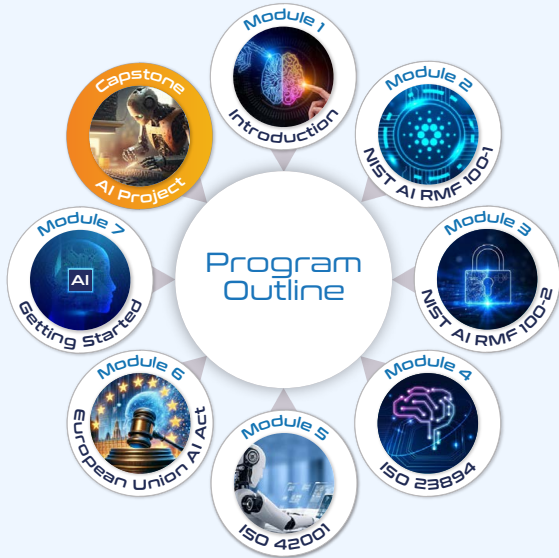 Program
Outline
Module 1
Introduction
Module 2
NIST AI RMF 100-1
Module 3
NIST AI RMF 100-2
Module 4
ISO 23894
Module 5
ISO 42001
Module 6
European Union AI Act
Module 7
AI
Getting Started
Capstone
AI Project